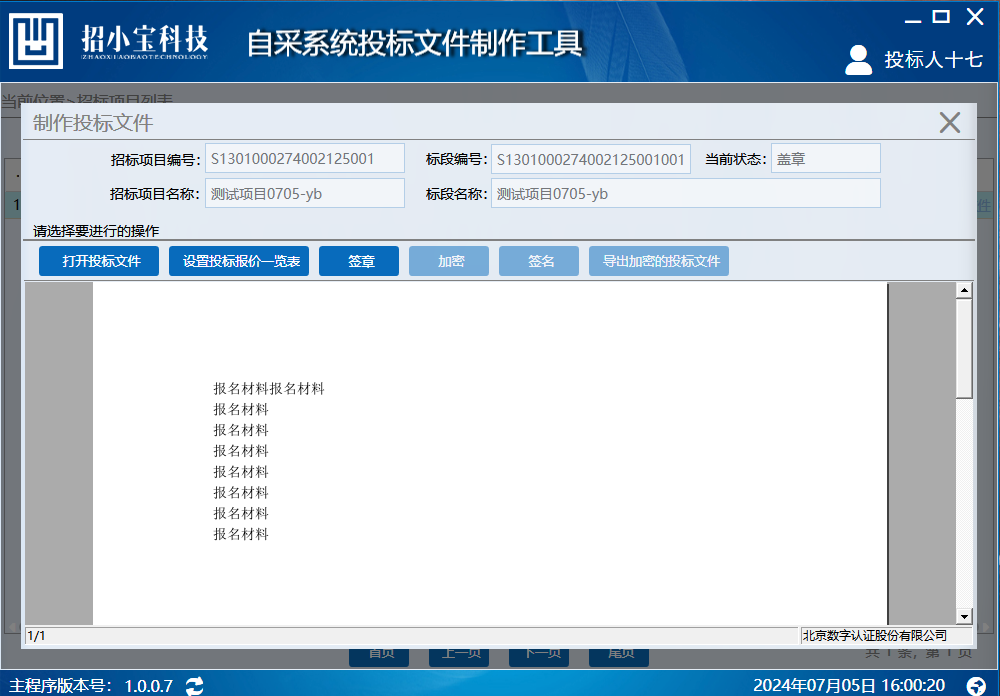 招小宝科技
ZHAOXIAOBAOTECHNOLOGY
自采系统投标文件制作工具
投标人十七
当前位置>招标项目列表
制作投标文件
招标项目编号: S1301000274002125001 标段编号: S1301000274002125001001 当前状态: 盖章
招标项目名称: 测试项目0705-yb 标段名称: 测试项目0705-yb
1
件
请选择要进行的操作
打开投标文件 设置投标报价一览表 签章 加密 签名 导出加密的投标文件
报名材料报名材料
报名材料
报名材料
报名材料
报名材料
报名材料
报名材料
报名材料
1/1 北京数字认证股份有限公司
首页 上一页 下一页 尾页 共 1 条, 第 1 页
主程序版本号: 1.0.0.7 2024年07月05日 16:00:20